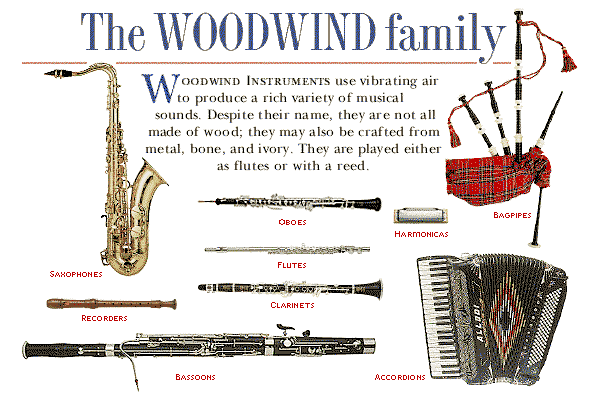 The WOODWIND family
WOODWIND INSTRUMENTS use vibrating air
to produce a rich variety of musical
sounds. Despite their name, they are not all
made of wood; they may also be crafted from
metal, bone, and ivory. They are played either
as flutes or with a reed.
BAGPIPES
OBOES
HARMONICAS
FLUTES
SAXOPHONES
CLARINETS
RECORDERS
BASSOONS
ACCORDIONS